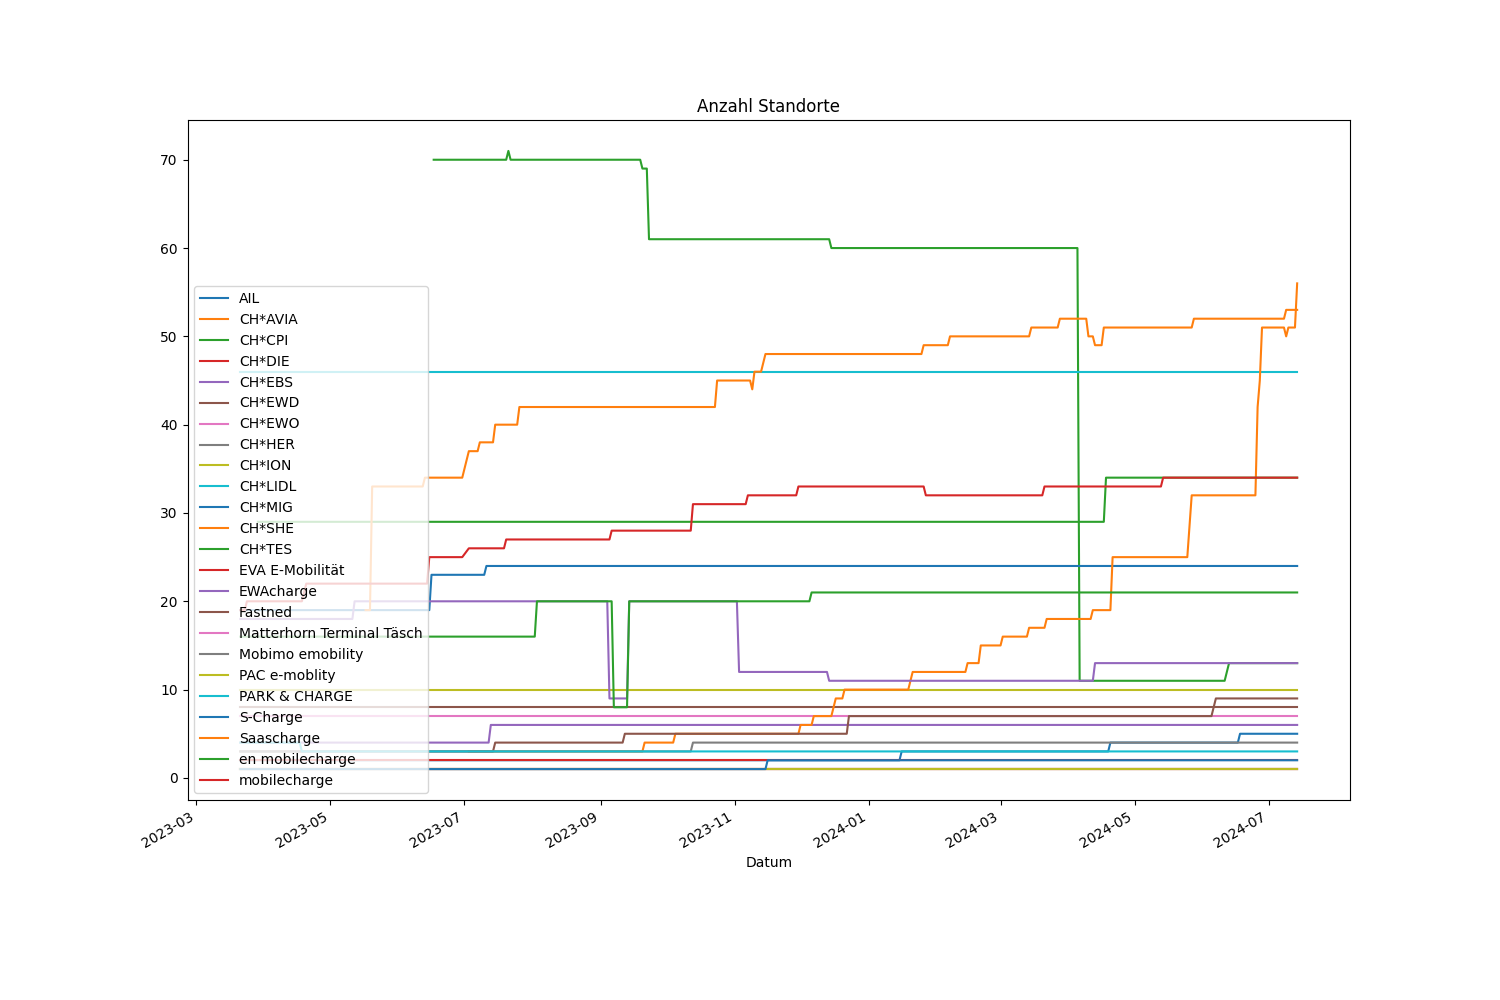 Anzahl Standorte
70
60
50
40
30
20
10
0
AIL
CH*AVIA
CH*CPI
CH*DIE
CH*EBS
CH*EWD
CH*EWO
CH*HER
CH*ION
CH*LIDL
CH*MIG
CH*SHE
CH*TES
EVA E-Mobilität
EWAcharge
Fastned
Matterhorn Terminal Täsch
Mobimo emobility
PAC e-moblity
PARK & CHARGE
S-Charge
Saascharge
en mobilecharge
mobilecharge
2023-03
2023-05
2023-07
2023-09
2023-11
2024-01
2024-03
2024-05
2024-07
Datum